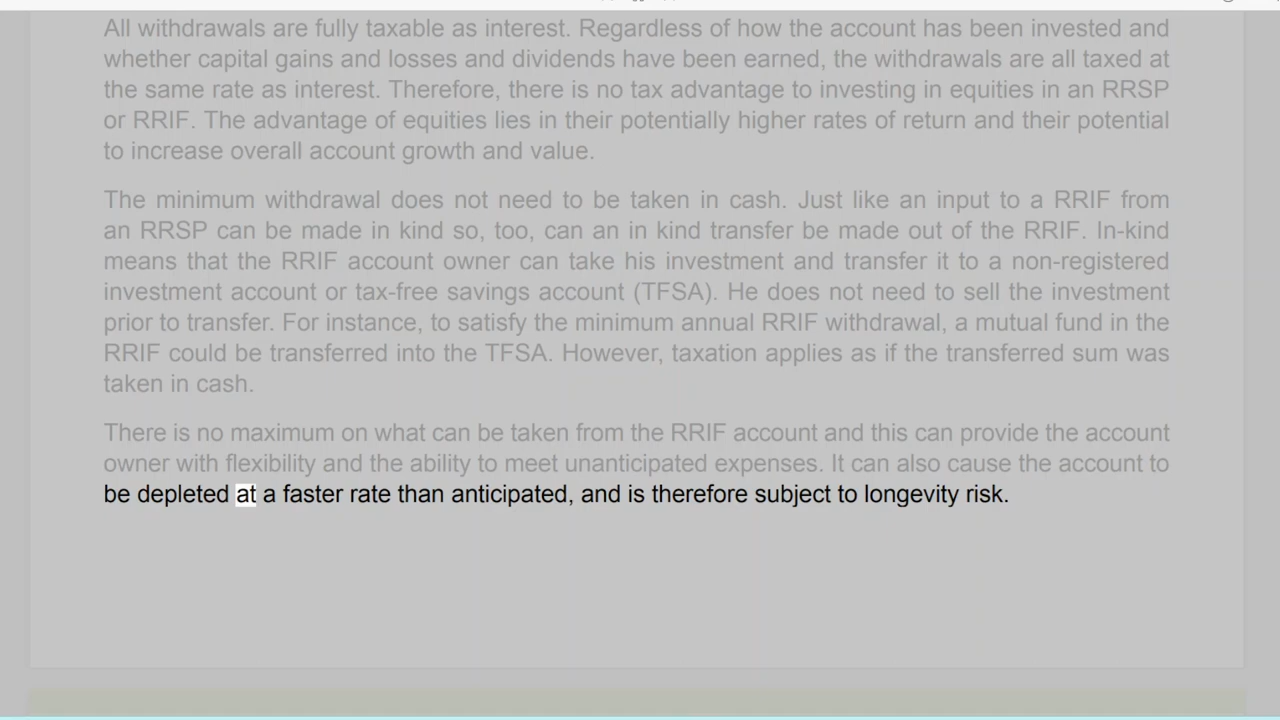 All withdrawals are fully taxable as interest. Regardless of how the account has been invested and
whether capital gains and losses and dividends have been earned, the withdrawals are all taxed at
the same rate as interest. Therefore, there is no tax advantage to investing in equities in an RRSP
or RRIF. The advantage of equities lies in their potentially higher rates of return and their potential
to increase overall account growth and value.
The minimum withdrawal does not need to be taken in cash. Just like an input to a RRIF from
an RRSP can be made in kind so, too, can an in kind transfer be made out of the RRIF. In-kind
means that the RRIF account owner can take his investment and transfer it to a non-registered
investment account or tax-free savings account (TFSA). He does not need to sell the investment
prior to transfer. For instance, to satisfy the minimum annual RRIF withdrawal, a mutual fund in the
RRIF could be transferred into the TFSA. However, taxation applies as if the transferred sum was
taken in cash.
There is no maximum on what can be taken from the RRIF account and this can provide the account
owner with flexibility and the ability to meet unanticipated expenses. It can also cause the account to
be depleted at a faster rate than anticipated, and is therefore subject to longevity risk.